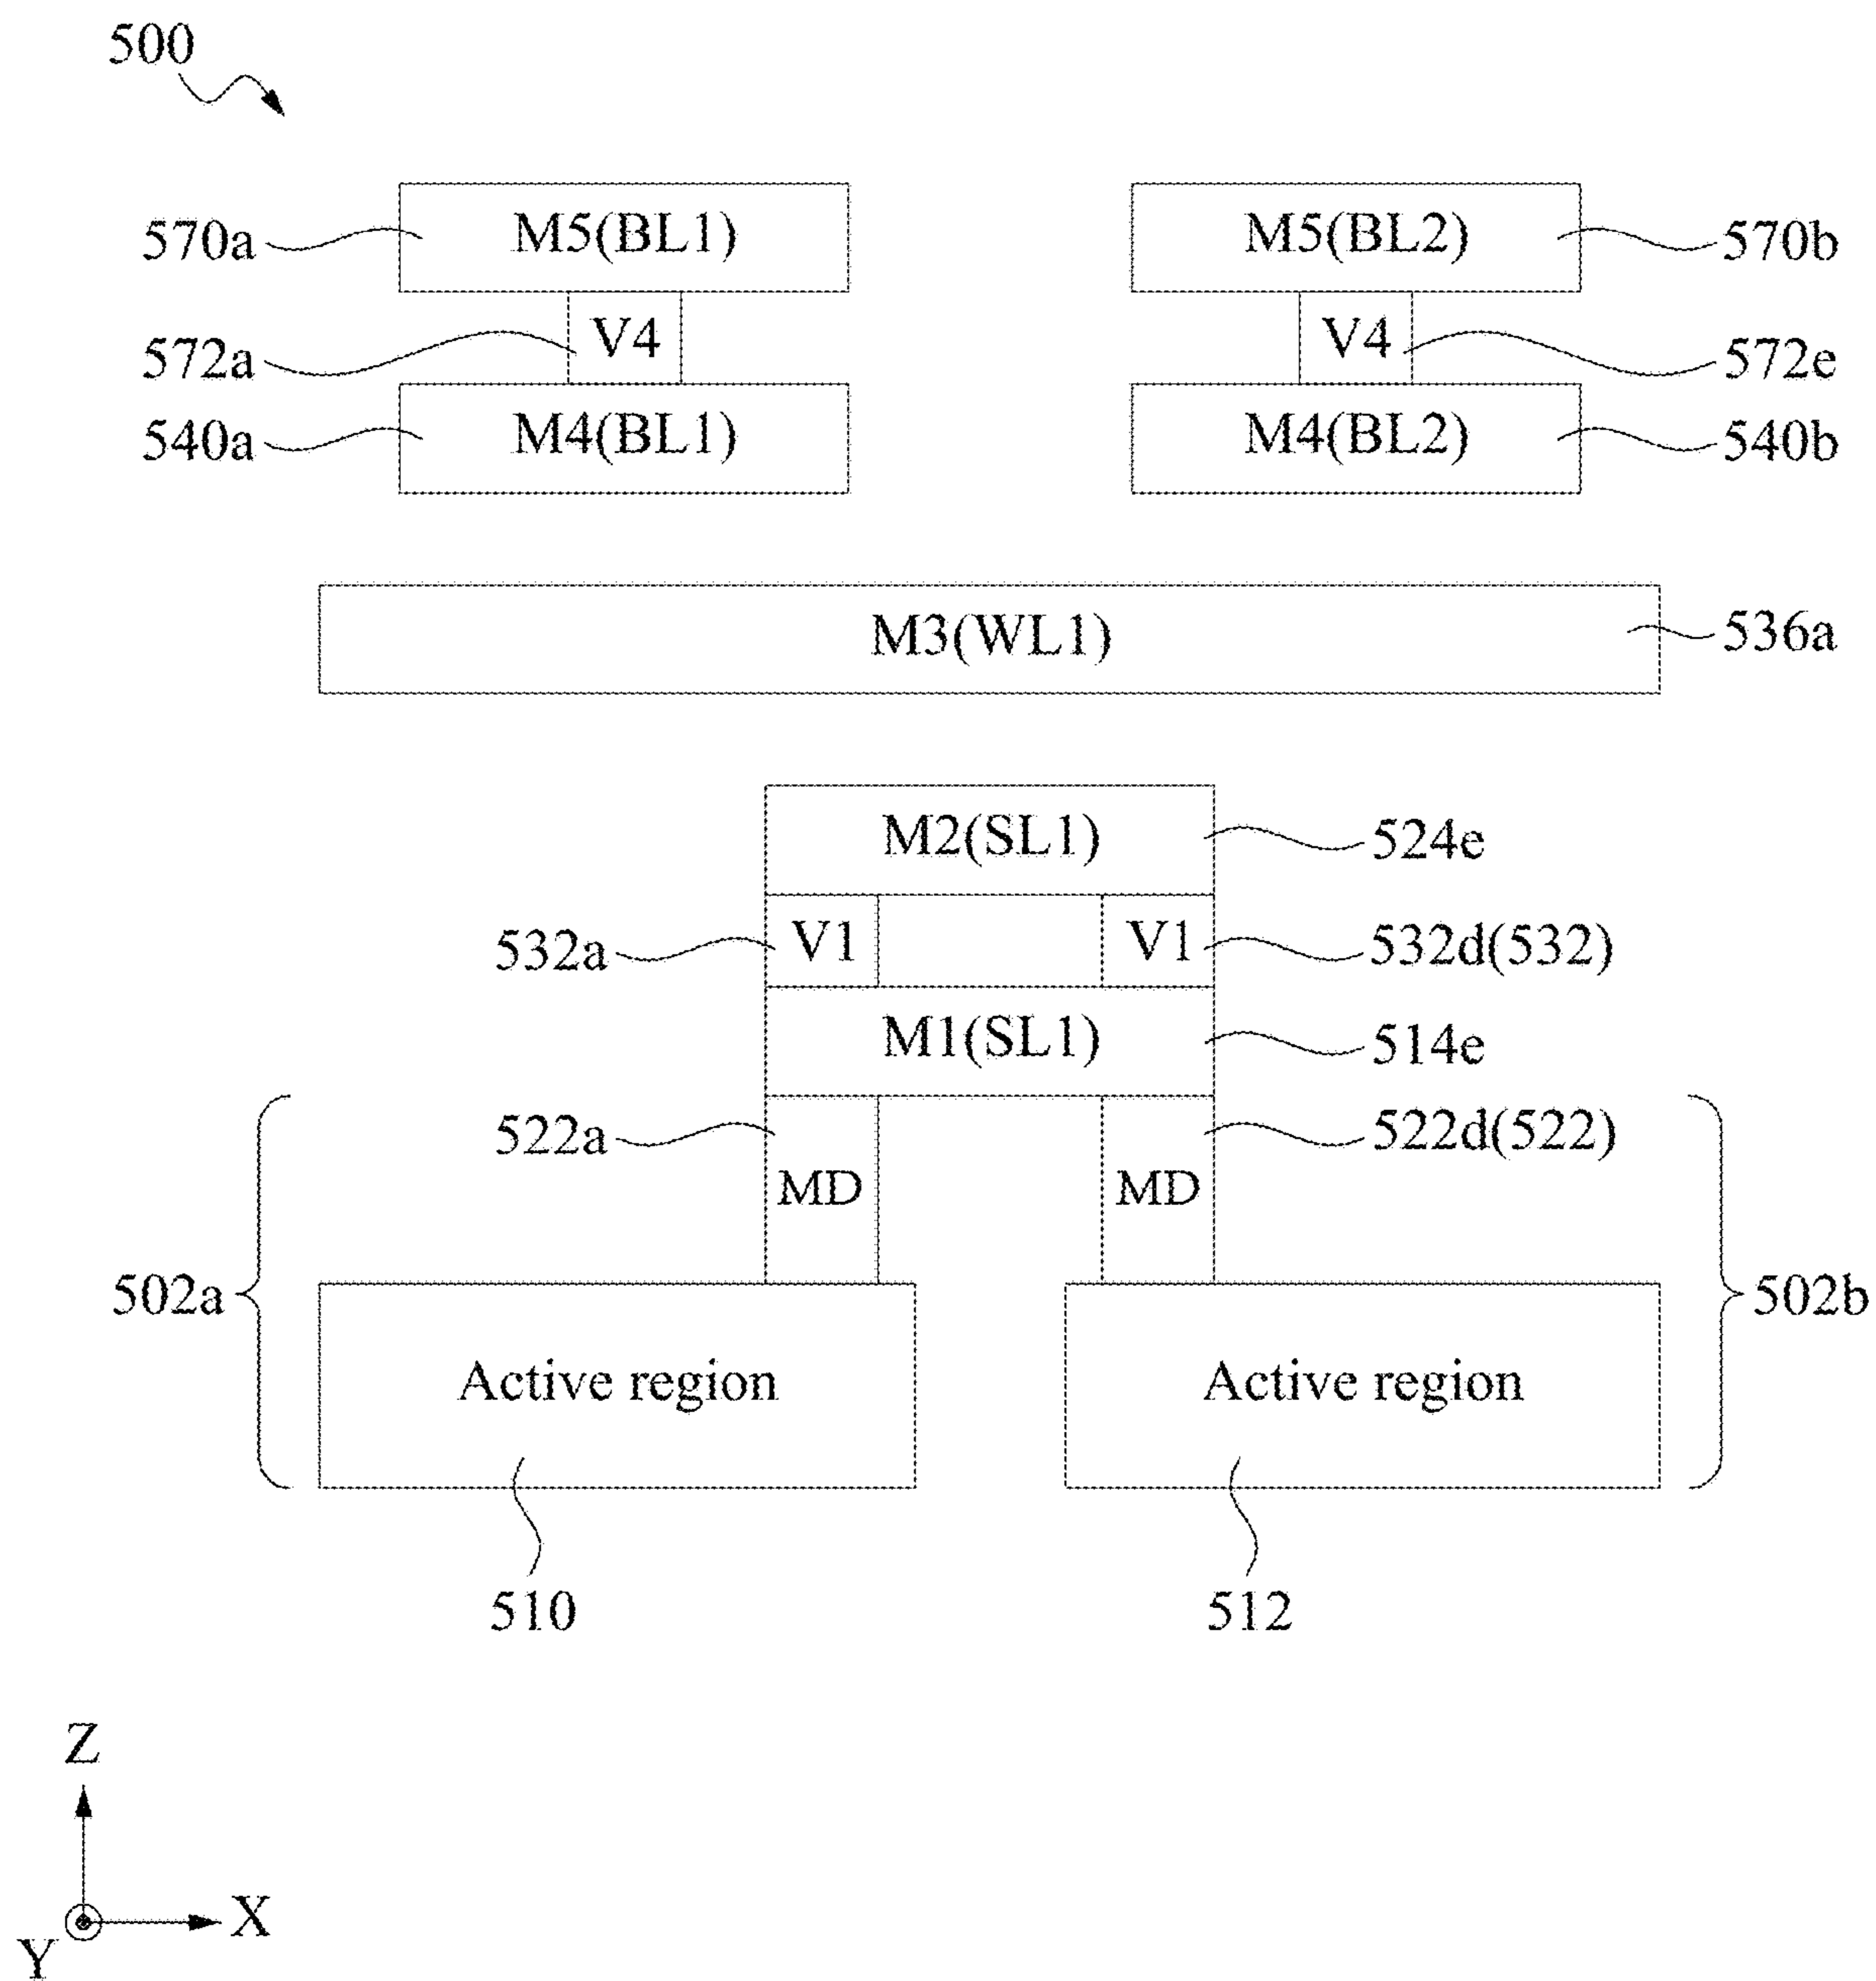 500
570a M5(BL1) M5(BL2) 570b
572a V4 V4 572e
540a M4(BL1) M4(BL2) 540b
M3(WL1) 536a
M2(SL1) 524e
532a V1 V1 532d(532)
M1(SL1) 514e
522a 522d(522)
MD MD
502a 502b
Active region Active region
510 512
Z
X
Y